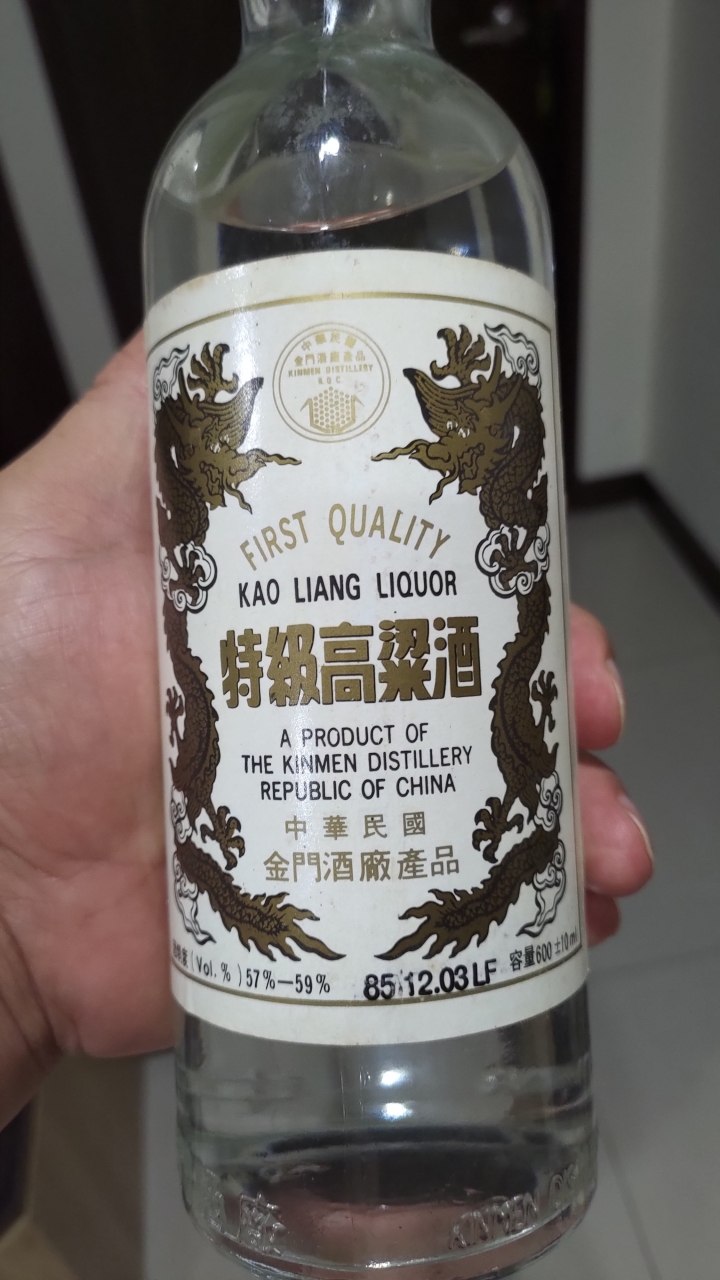 中華民國
金門酒廠產品
KINMEN DISTILLERY
R.O.C.
FIRST QUALITY
KAO LIANG LIQUOR
特級高粱酒
A PRODUCT OF
THE KINMEN DISTILLERY
REPUBLIC OF CHINA
中華民國
金門酒廠產品
(Vol.%)57%—59% 85.12.03 LF 容量600±10ml
廠 KINMEN